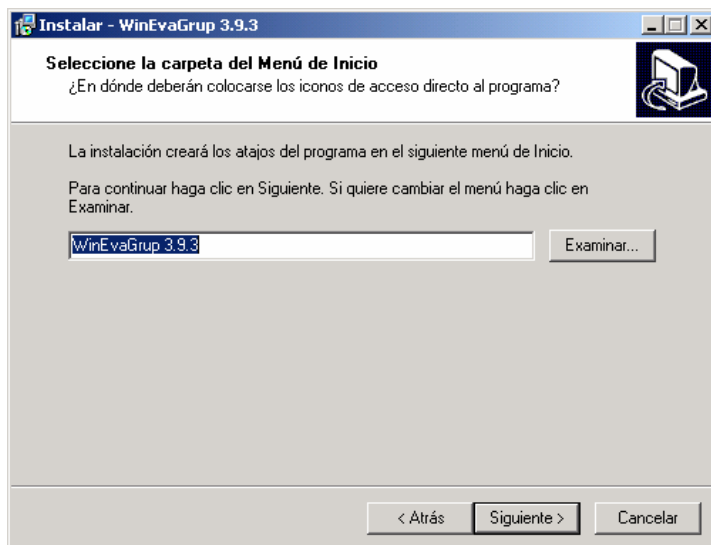 Instalar - WinEvaGrup 3.9.3
Seleccione la carpeta del Menú de Inicio
¿En dónde deberán colocarse los iconos de acceso directo al programa?
La instalación creará los atajos del programa en el siguiente menú de Inicio.
Para continuar haga clic en Siguiente. Si quiere cambiar el menú haga clic en
Examinar.
WinEvaGrup 3.9.3
Examinar...
< Atrás
Siguiente >
Cancelar